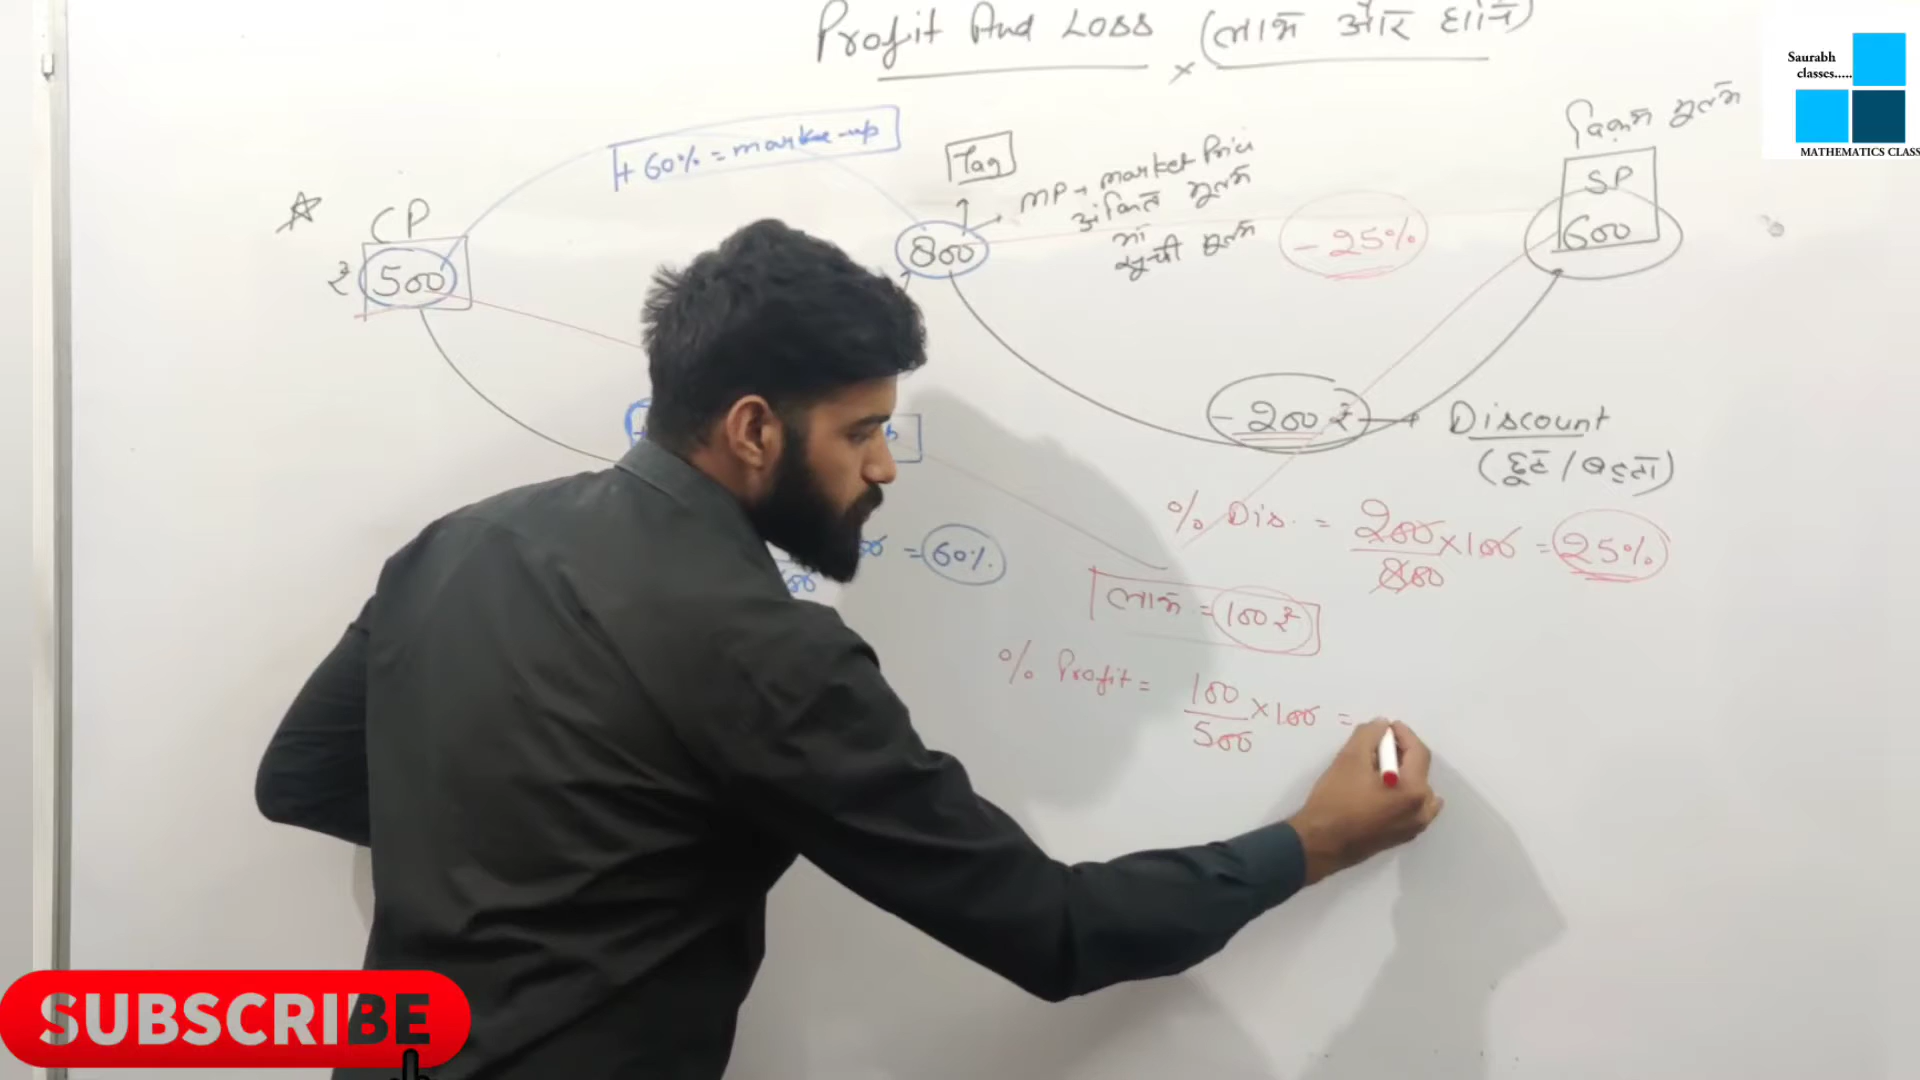 Profit And Loss (लाभ और हानि)
Saurabh
classes.....
MATHEMATICS CLASS
+ 60% = marke-up
Tag
MP → market Price
अंकित मूल्य
या
सूची मूल्य
विक्रय मूल्य
SP
600
CP
₹ 500
800
- 25%
- 200 ₹ → Discount
(छूट / बट्टा)
% Dis. = 200/800 × 100 = 25%
= 60%
लाभ = 100 ₹
% Profit = 100/500 × 100 =
SUBSCRIBE